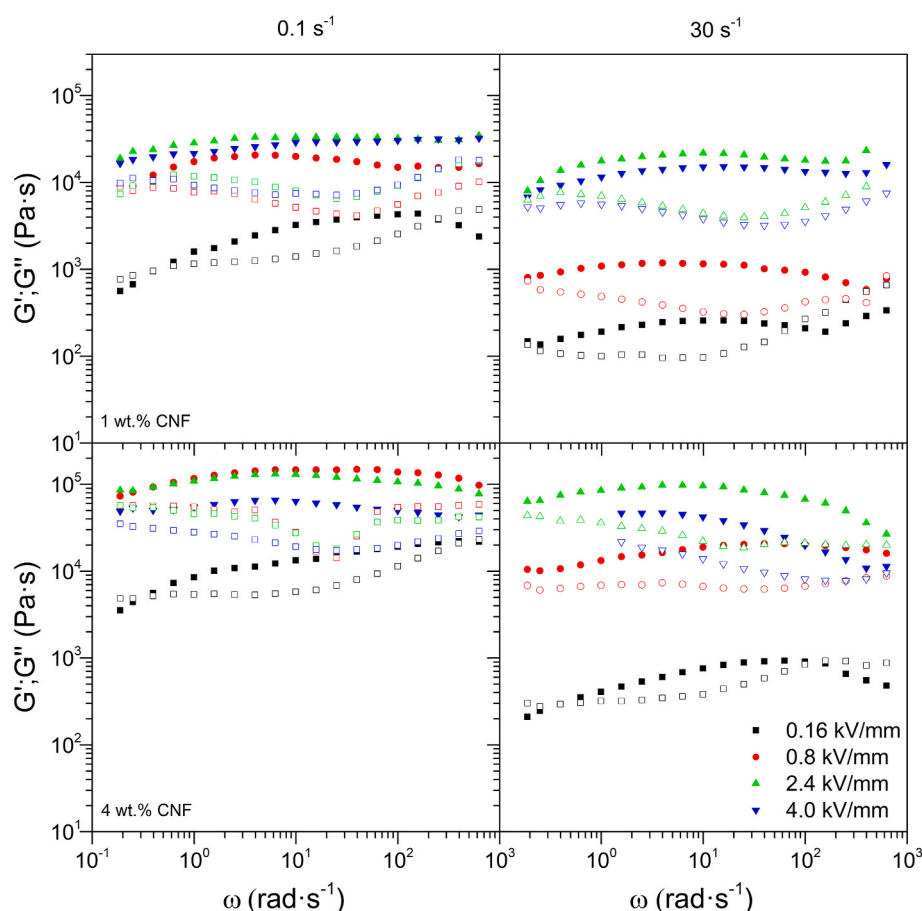 0.1 s⁻¹ 30 s⁻¹
10⁵
10⁴
10³
10²
10¹
G';G" (Pa·s)
1 wt.% CNF
10⁵
10⁴
10³
10²
10¹
G';G" (Pa·s)
4 wt.% CNF
0.16 kV/mm
0.8 kV/mm
2.4 kV/mm
4.0 kV/mm
10⁻¹ 10⁰ 10¹ 10² 10³ 10⁰ 10¹ 10² 10³
ω (rad·s⁻¹) ω (rad·s⁻¹)